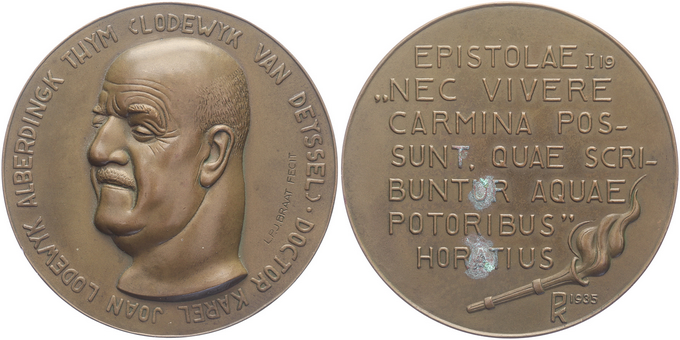 DOCTOR KAREL JOAN LODEWYK ALBERDINGK THYM (LODEWYK VAN DEYSSEL)·
L.P.J.BRAAT FECIT
EPISTOLAE I 19
„NEC VIVERE
CARMINA POS-
SUNT, QUAE SCRI-
BUNTOR AQUAE
POTORIBUS”
HORATIUS
1935